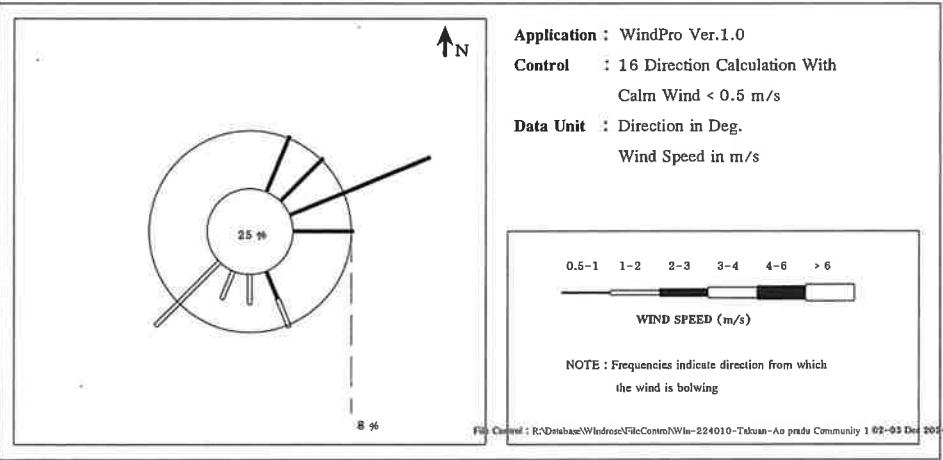 N
25 %
8 %
Application : WindPro Ver.1.0
Control : 16 Direction Calculation With
Calm Wind < 0.5 m/s
Data Unit : Direction in Deg.
Wind Speed in m/s
0.5-1 1-2 2-3 3-4 4-6 > 6
WIND SPEED (m/s)
NOTE : Frequencies indicate direction from which
the wind is bolwing
File Control : R:\Database\Windrose\FileControl\Win-224010-Takuan-Ao pradu Community 1 02-03 Dec